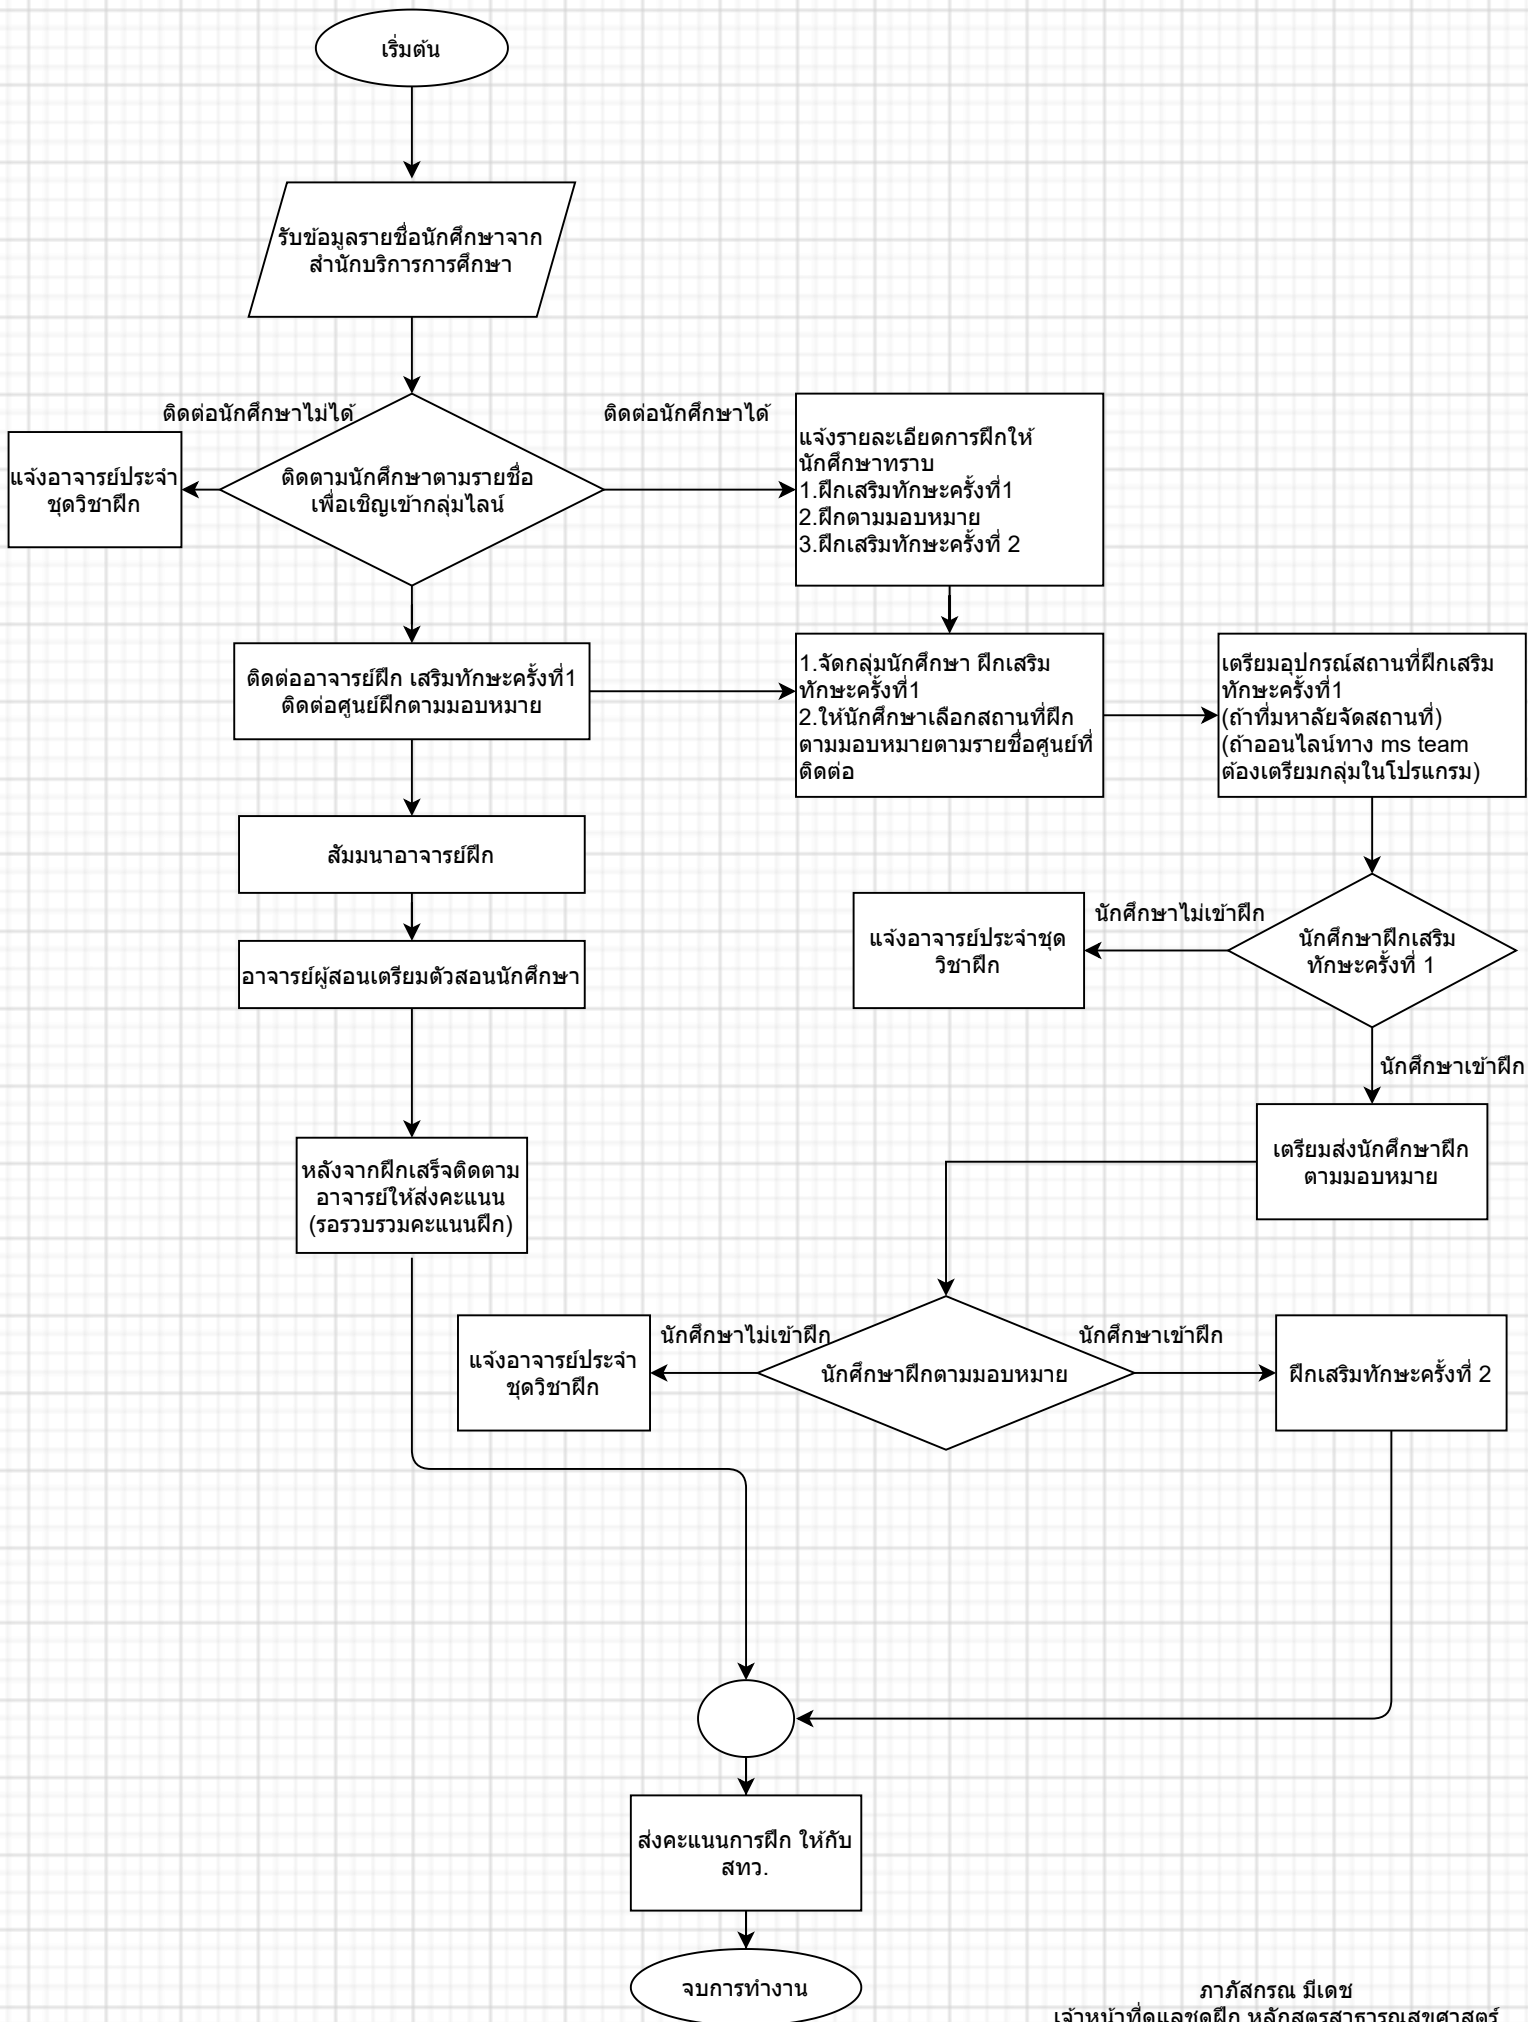 เริ่มต้น
รับข้อมูลรายชื่อนักศึกษาจาก
สำนักบริการการศึกษา
ติดต่อนักศึกษาไม่ได้
ติดต่อนักศึกษาได้
แจ้งอาจารย์ประจำ
ชุดวิชาฝึก
ติดตามนักศึกษาตามรายชื่อ
เพื่อเชิญเข้ากลุ่มไลน์
แจ้งรายละเอียดการฝึกให้
นักศึกษาทราบ
1.ฝึกเสริมทักษะครั้งที่1
2.ฝึกตามมอบหมาย
3.ฝึกเสริมทักษะครั้งที่ 2
ติดต่ออาจารย์ฝึก เสริมทักษะครั้งที่1
ติดต่อศูนย์ฝึกตามมอบหมาย
1.จัดกลุ่มนักศึกษา ฝึกเสริม
ทักษะครั้งที่1
2.ให้นักศึกษาเลือกสถานที่ฝึก
ตามมอบหมายตามรายชื่อศูนย์ที่
ติดต่อ
เตรียมอุปกรณ์สถานที่ฝึกเสริม
ทักษะครั้งที่1
(ถ้าที่มหาลัยจัดสถานที่)
(ถ้าออนไลน์ทาง ms team
ต้องเตรียมกลุ่มในโปรแกรม)
สัมมนาอาจารย์ฝึก
นักศึกษาไม่เข้าฝึก
แจ้งอาจารย์ประจำชุด
วิชาฝึก
นักศึกษาฝึกเสริม
ทักษะครั้งที่ 1
อาจารย์ผู้สอนเตรียมตัวสอนนักศึกษา
นักศึกษาเข้าฝึก
เตรียมส่งนักศึกษาฝึก
ตามมอบหมาย
หลังจากฝึกเสร็จติดตาม
อาจารย์ให้ส่งคะแนน
(รอรวบรวมคะแนนฝึก)
นักศึกษาไม่เข้าฝึก
นักศึกษาเข้าฝึก
แจ้งอาจารย์ประจำ
ชุดวิชาฝึก
นักศึกษาฝึกตามมอบหมาย
ฝึกเสริมทักษะครั้งที่ 2
ส่งคะแนนการฝึก ให้กับ
สทว.
จบการทำงาน
ภาภัสกรณ มีเดช
เจ้าหน้าที่ดูแลชุดฝึก หลักสูตรสาธารณสุขศาสตร์